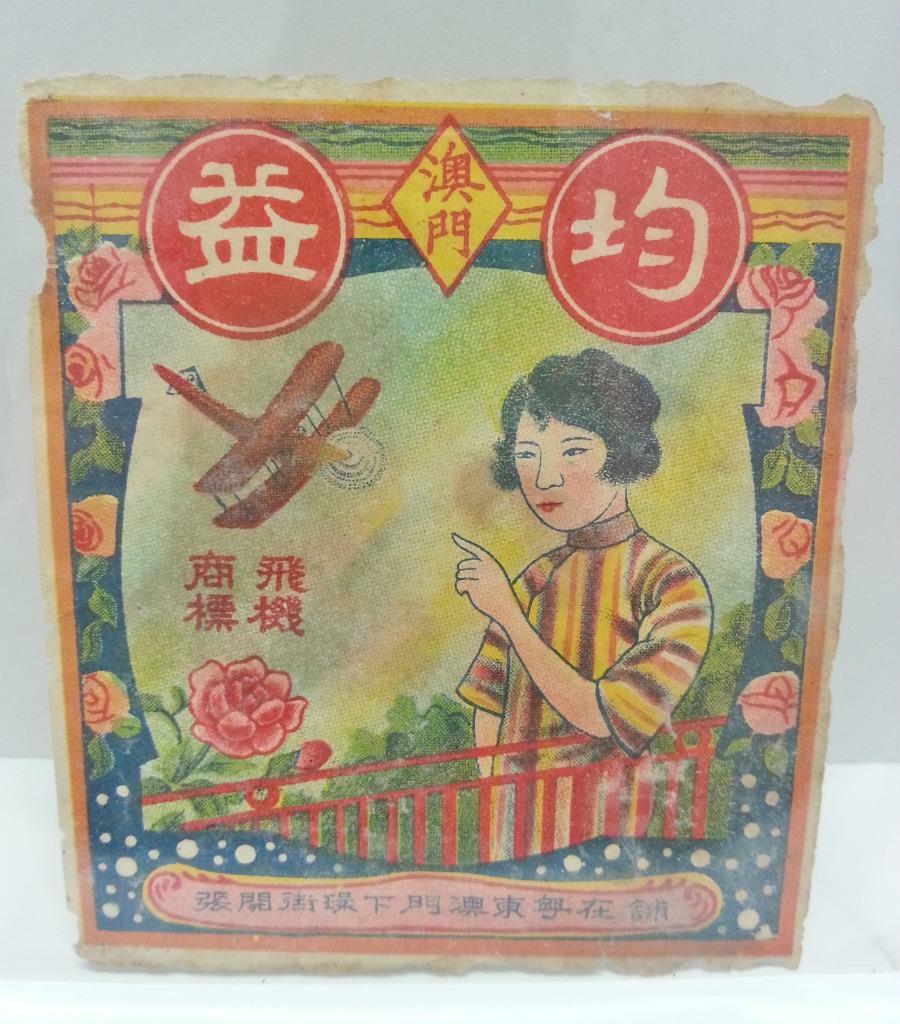 均益
澳門
飛機
商標
舖在粵東澳門下環街開張